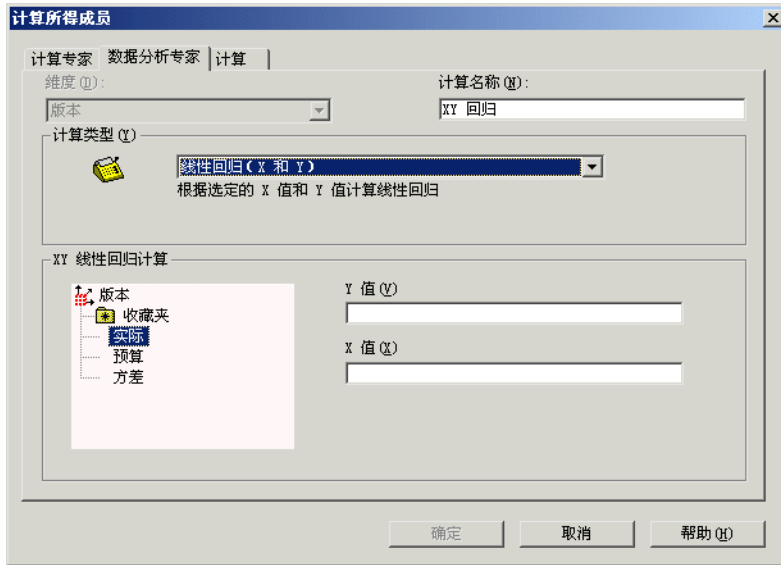 计算所得成员
计算专家 数据分析专家 计算
维度(D): 计算名称(N):
版本 XY 回归
计算类型(Y)
线性回归(X 和 Y)
根据选定的 X 值和 Y 值计算线性回归
XY 线性回归计算
版本
收藏夹
实际
预算
方差
Y 值(V)
X 值(X)
确定 取消 帮助(H)